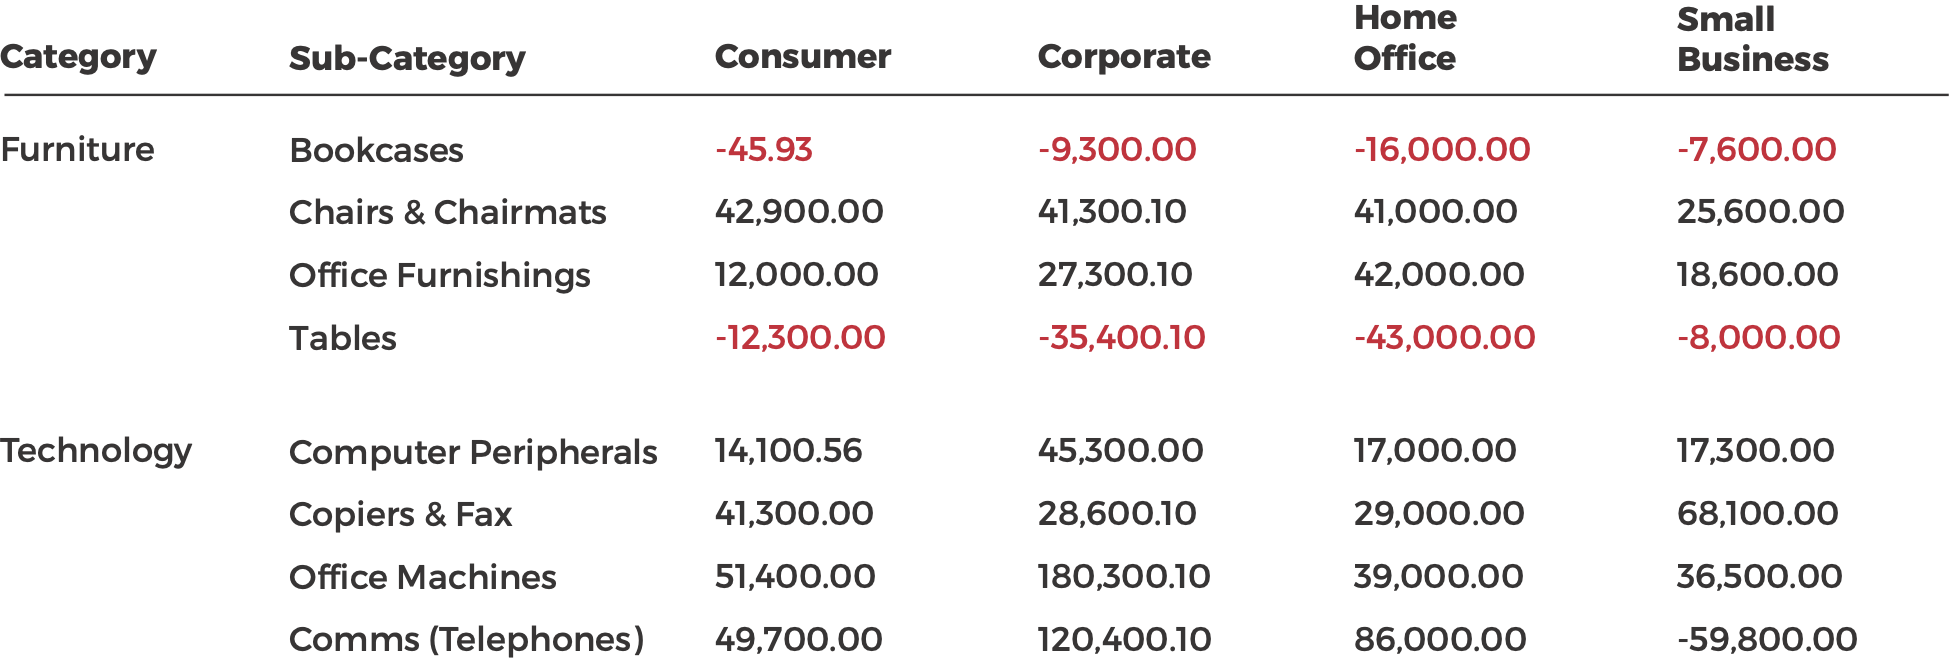 Category Sub-Category Consumer Corporate Home Office Small Business
Furniture Bookcases -45.93 -9,300.00 -16,000.00 -7,600.00
Chairs & Chairmats 42,900.00 41,300.10 41,000.00 25,600.00
Office Furnishings 12,000.00 27,300.10 42,000.00 18,600.00
Tables -12,300.00 -35,400.10 -43,000.00 -8,000.00
Technology Computer Peripherals 14,100.56 45,300.00 17,000.00 17,300.00
Copiers & Fax 41,300.00 28,600.10 29,000.00 68,100.00
Office Machines 51,400.00 180,300.10 39,000.00 36,500.00
Comms (Telephones) 49,700.00 120,400.10 86,000.00 -59,800.00